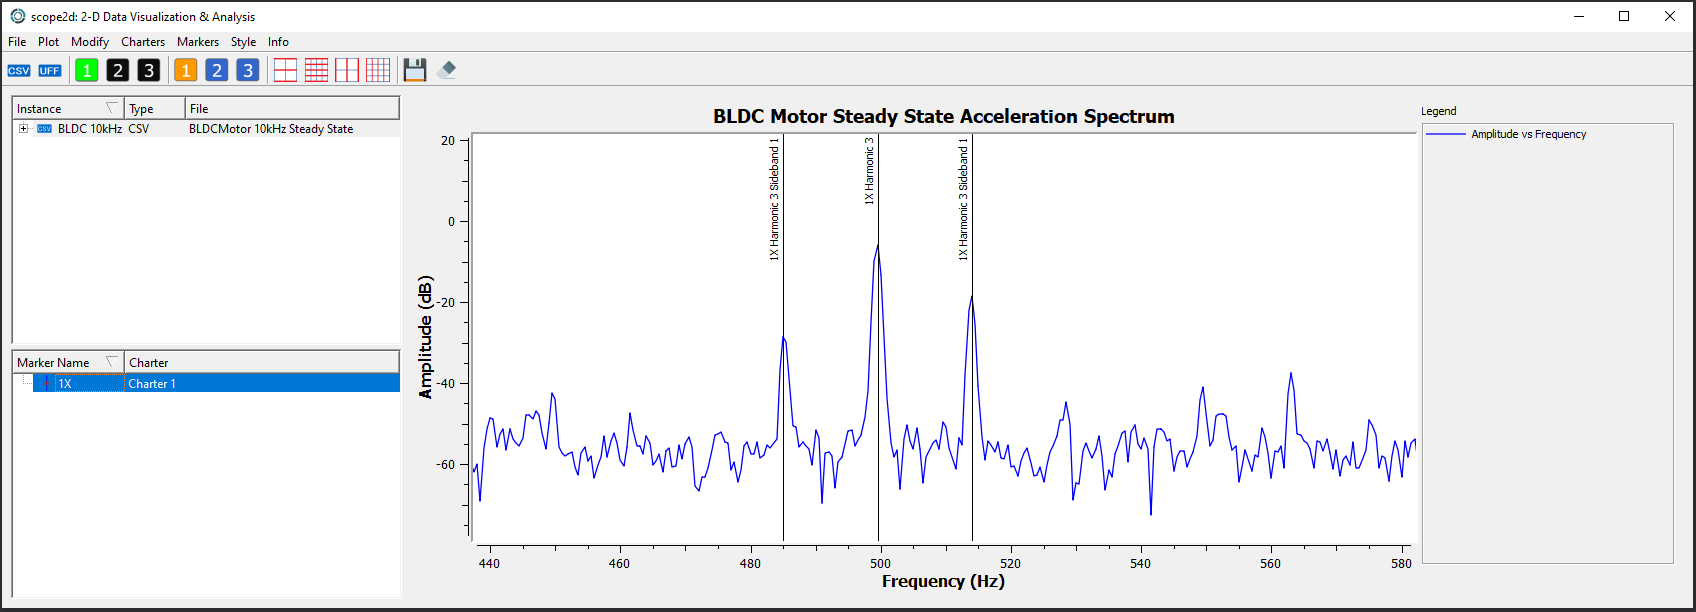 scope2d: 2-D Data Visualization & Analysis
File Plot Modify Charters Markers Style Info
CSV UFF 1 2 3 1 2 3
Instance Type File
CSV BLDC 10kHz CSV BLDCMotor 10kHz Steady State
Marker Name Charter
1X Charter 1
BLDC Motor Steady State Acceleration Spectrum
Amplitude (dB)
20
0
-20
-40
-60
1X Harmonic 3 Sideband 1
1X Harmonic 3
1X Harmonic 3 Sideband 1
440 460 480 500 520 540 560 580
Frequency (Hz)
Legend
Amplitude vs Frequency